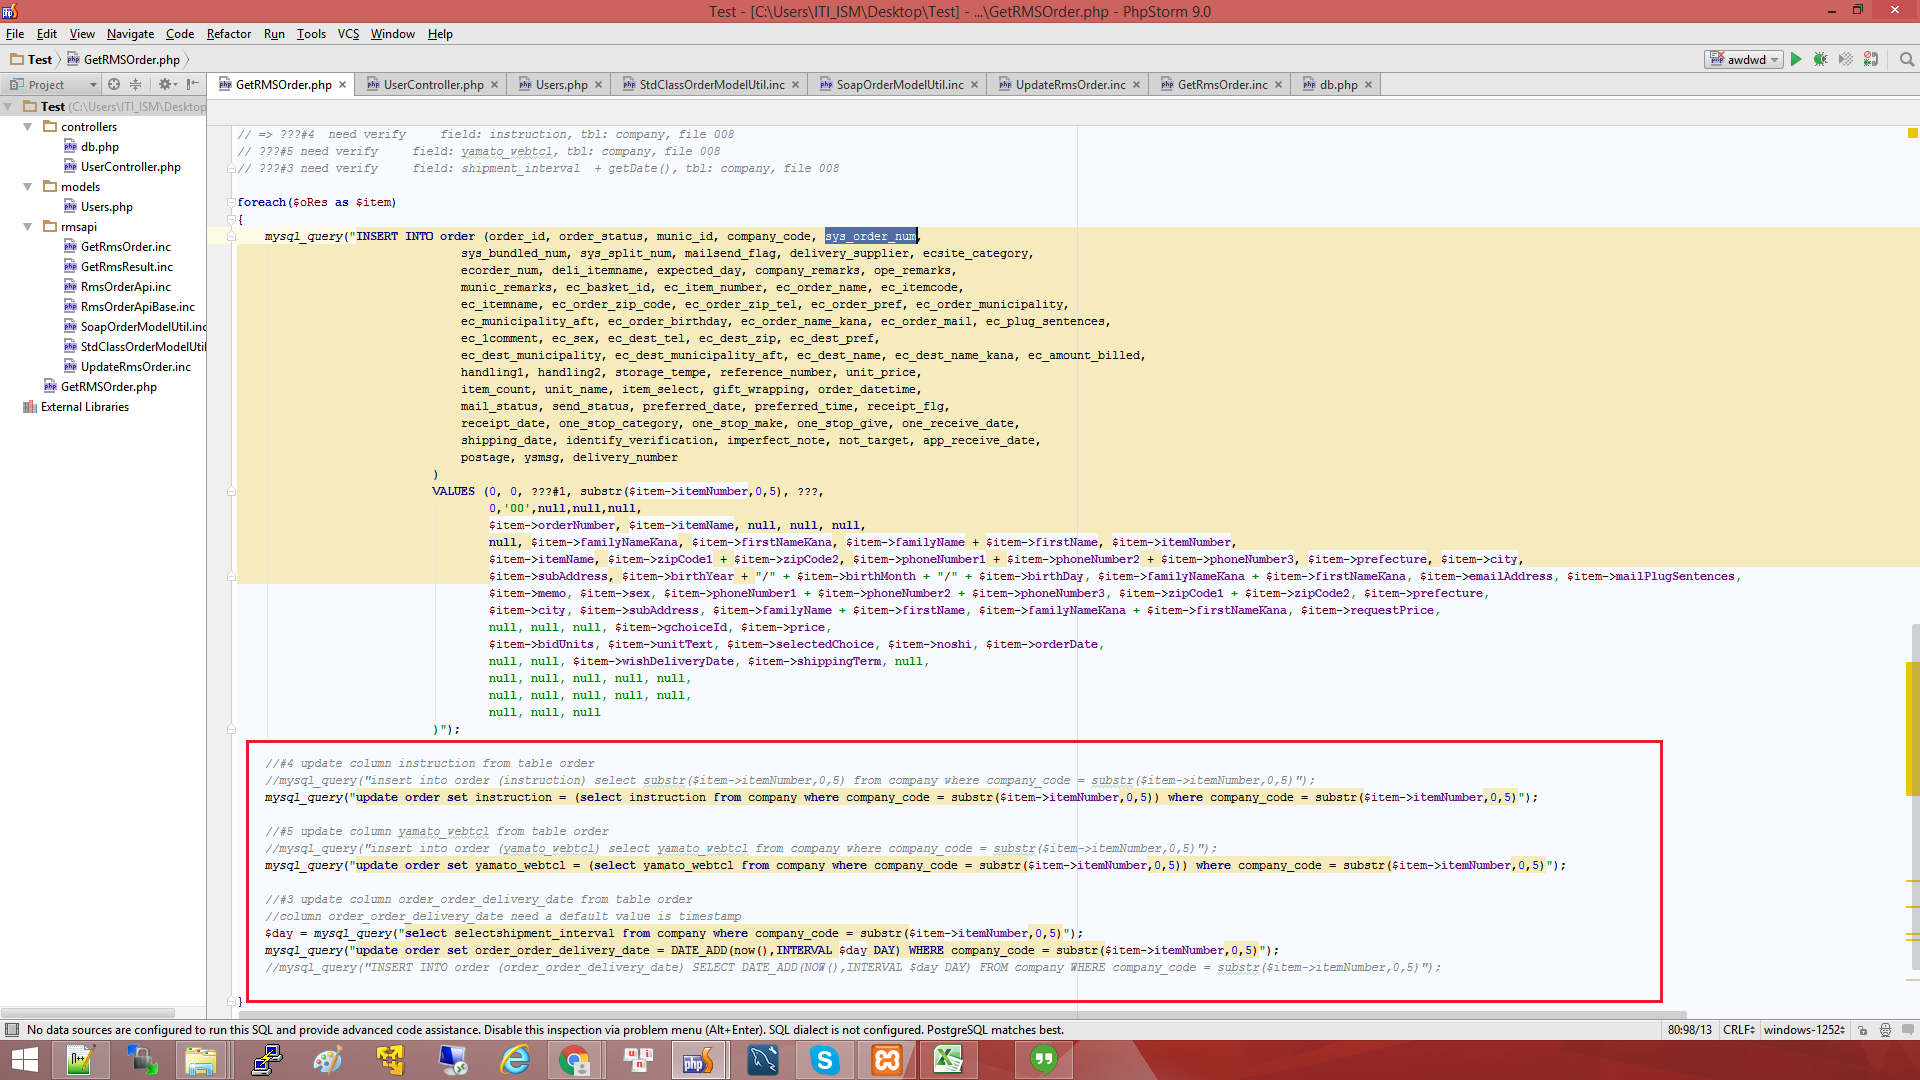 Test - [C:\Users\ITI_ISM\Desktop\Test] - ...\GetRMSOrder.php - PhpStorm 9.0
File Edit View Navigate Code Refactor Run Tools VCS Window Help
Test GetRMSOrder.php
awdwd
Project
GetRMSOrder.php UserController.php Users.php StdClassOrderModelUtil.inc SoapOrderModelUtil.inc UpdateRmsOrder.inc GetRmsOrder.inc db.php
Test (C:\Users\ITI_ISM\Desktop
controllers
db.php
UserController.php
models
Users.php
rmsapi
GetRmsOrder.inc
GetRmsResult.inc
RmsOrderApi.inc
RmsOrderApiBase.inc
SoapOrderModelUtil.inc
StdClassOrderModelUtil
UpdateRmsOrder.inc
GetRMSOrder.php
External Libraries
// => ???#4  need verify     field: instruction, tbl: company, file 008
// ???#5 need verify     field: yamato_webtcl, tbl: company, file 008
// ???#3 need verify     field: shipment_interval  + getDate(), tbl: company, file 008
foreach($oRes as $item)
{
mysql_query("INSERT INTO order (order_id, order_status, munic_id, company_code, sys_order_num,
sys_bundled_num, sys_split_num, mailsend_flag, delivery_supplier, ecsite_category,
ecorder_num, deli_itemname, expected_day, company_remarks, ope_remarks,
munic_remarks, ec_basket_id, ec_item_number, ec_order_name, ec_itemcode,
ec_itemname, ec_order_zip_code, ec_order_zip_tel, ec_order_pref, ec_order_municipality,
ec_municipality_aft, ec_order_birthday, ec_order_name_kana, ec_order_mail, ec_plug_sentences,
ec_1comment, ec_sex, ec_dest_tel, ec_dest_zip, ec_dest_pref,
ec_dest_municipality, ec_dest_municipality_aft, ec_dest_name, ec_dest_name_kana, ec_amount_billed,
handling1, handling2, storage_tempe, reference_number, unit_price,
item_count, unit_name, item_select, gift_wrapping, order_datetime,
mail_status, send_status, preferred_date, preferred_time, receipt_flg,
receipt_date, one_stop_category, one_stop_make, one_stop_give, one_receive_date,
shipping_date, identify_verification, imperfect_note, not_target, app_receive_date,
postage, ysmsg, delivery_number
)
VALUES (0, 0, ???#1, substr($item->itemNumber,0,5), ???,
0,'00',null,null,null,
$item->orderNumber, $item->itemName, null, null, null,
null, $item->familyNameKana, $item->firstNameKana, $item->familyName + $item->firstName, $item->itemNumber,
$item->itemName, $item->zipCode1 + $item->zipCode2, $item->phoneNumber1 + $item->phoneNumber2 + $item->phoneNumber3, $item->prefecture, $item->city,
$item->subAddress, $item->birthYear + "/" + $item->birthMonth + "/" + $item->birthDay, $item->familyNameKana + $item->firstNameKana, $item->emailAddress, $item->mailPlugSentences,
$item->memo, $item->sex, $item->phoneNumber1 + $item->phoneNumber2 + $item->phoneNumber3, $item->zipCode1 + $item->zipCode2, $item->prefecture,
$item->city, $item->subAddress, $item->familyName + $item->firstName, $item->familyNameKana + $item->firstNameKana, $item->requestPrice,
null, null, null, $item->gchoiceId, $item->price,
$item->bidUnits, $item->unitText, $item->selectedChoice, $item->noshi, $item->orderDate,
null, null, $item->wishDeliveryDate, $item->shippingTerm, null,
null, null, null, null, null,
null, null, null, null, null,
null, null, null
)");
//#4 update column instruction from table order
//mysql_query("insert into order (instruction) select substr($item->itemNumber,0,5) from company where company_code = substr($item->itemNumber,0,5)");
mysql_query("update order set instruction = (select instruction from company where company_code = substr($item->itemNumber,0,5)) where company_code = substr($item->itemNumber,0,5)");
//#5 update column yamato_webtcl from table order
//mysql_query("insert into order (yamato_webtcl) select yamato_webtcl from company where company_code = substr($item->itemNumber,0,5)");
mysql_query("update order set yamato_webtcl = (select yamato_webtcl from company where company_code = substr($item->itemNumber,0,5)) where company_code = substr($item->itemNumber,0,5)");
//#3 update column order_order_delivery_date from table order
//column order_order_delivery_date need a default value is timestamp
$day = mysql_query("select selectshipment_interval from company where company_code = substr($item->itemNumber,0,5)");
mysql_query("update order set order_order_delivery_date = DATE_ADD(now(),INTERVAL $day DAY) WHERE company_code = substr($item->itemNumber,0,5)");
//mysql_query("INSERT INTO order (order_order_delivery_date) SELECT DATE_ADD(NOW(),INTERVAL $day DAY) FROM company WHERE company_code = substr($item->itemNumber,0,5)");
}
No data sources are configured to run this SQL and provide advanced code assistance. Disable this inspection via problem menu (Alt+Enter). SQL dialect is not configured. PostgreSQL matches best. 80:98/13 CRLF windows-1252